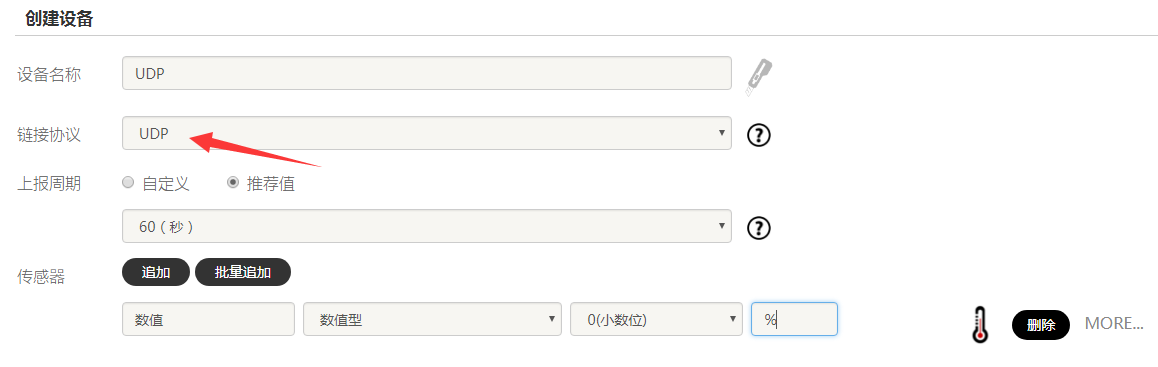 创建设备
设备名称 UDP
链接协议 UDP
上报周期 自定义 推荐值
60 ( 秒 )
传感器 追加 批量追加
数值 数值型 0(小数位) % 删除 MORE...